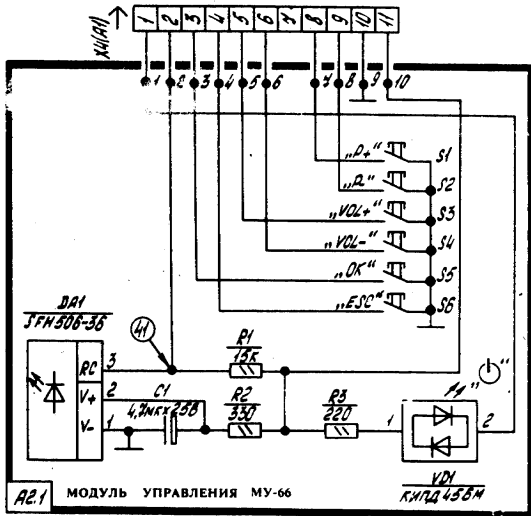 X4(A1)
1 2 3 4 5 6 7 8 9 10 11
1 2 3 4 5 6 7 8 9 10
„P+“ S1
„P-“ S2
„VOL+“ S3
„VOL-“ S4
„OK“ S5
„ESC“ S6
DA1
SFH506-36
41
RC 3
V+ 2
V- 1
R1
15к
C1
4,7мк×25В
R2
330
R3
220
1 2
VD1
КИПД45БМ
A2.1 МОДУЛЬ УПРАВЛЕНИЯ МУ-66